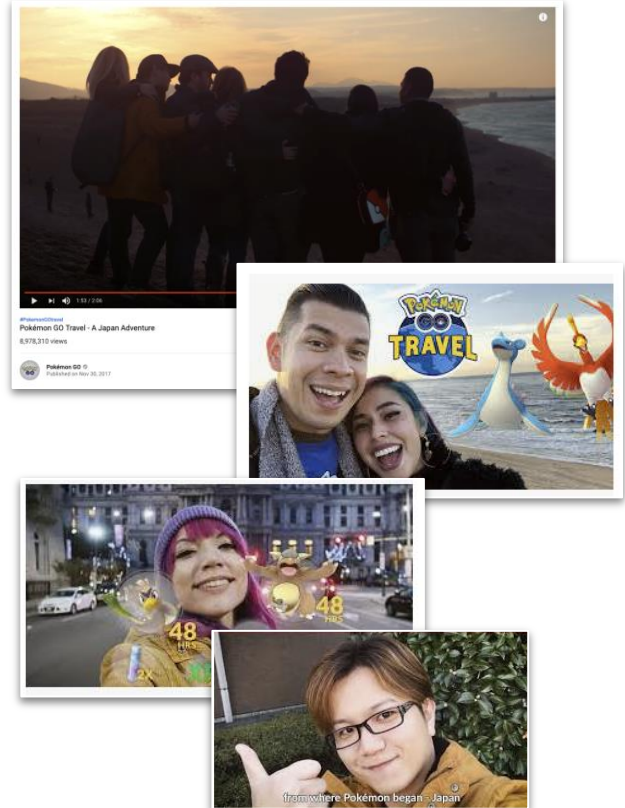 1:53 / 2:06
#PokemonGOtravel
Pokémon GO Travel - A Japan Adventure
8,978,310 views
Pokémon GO
Published on Nov 30, 2017
POKÉMON
GO
TRAVEL
48
HRS
48
HRS
2X
from where Pokémon began - Japan